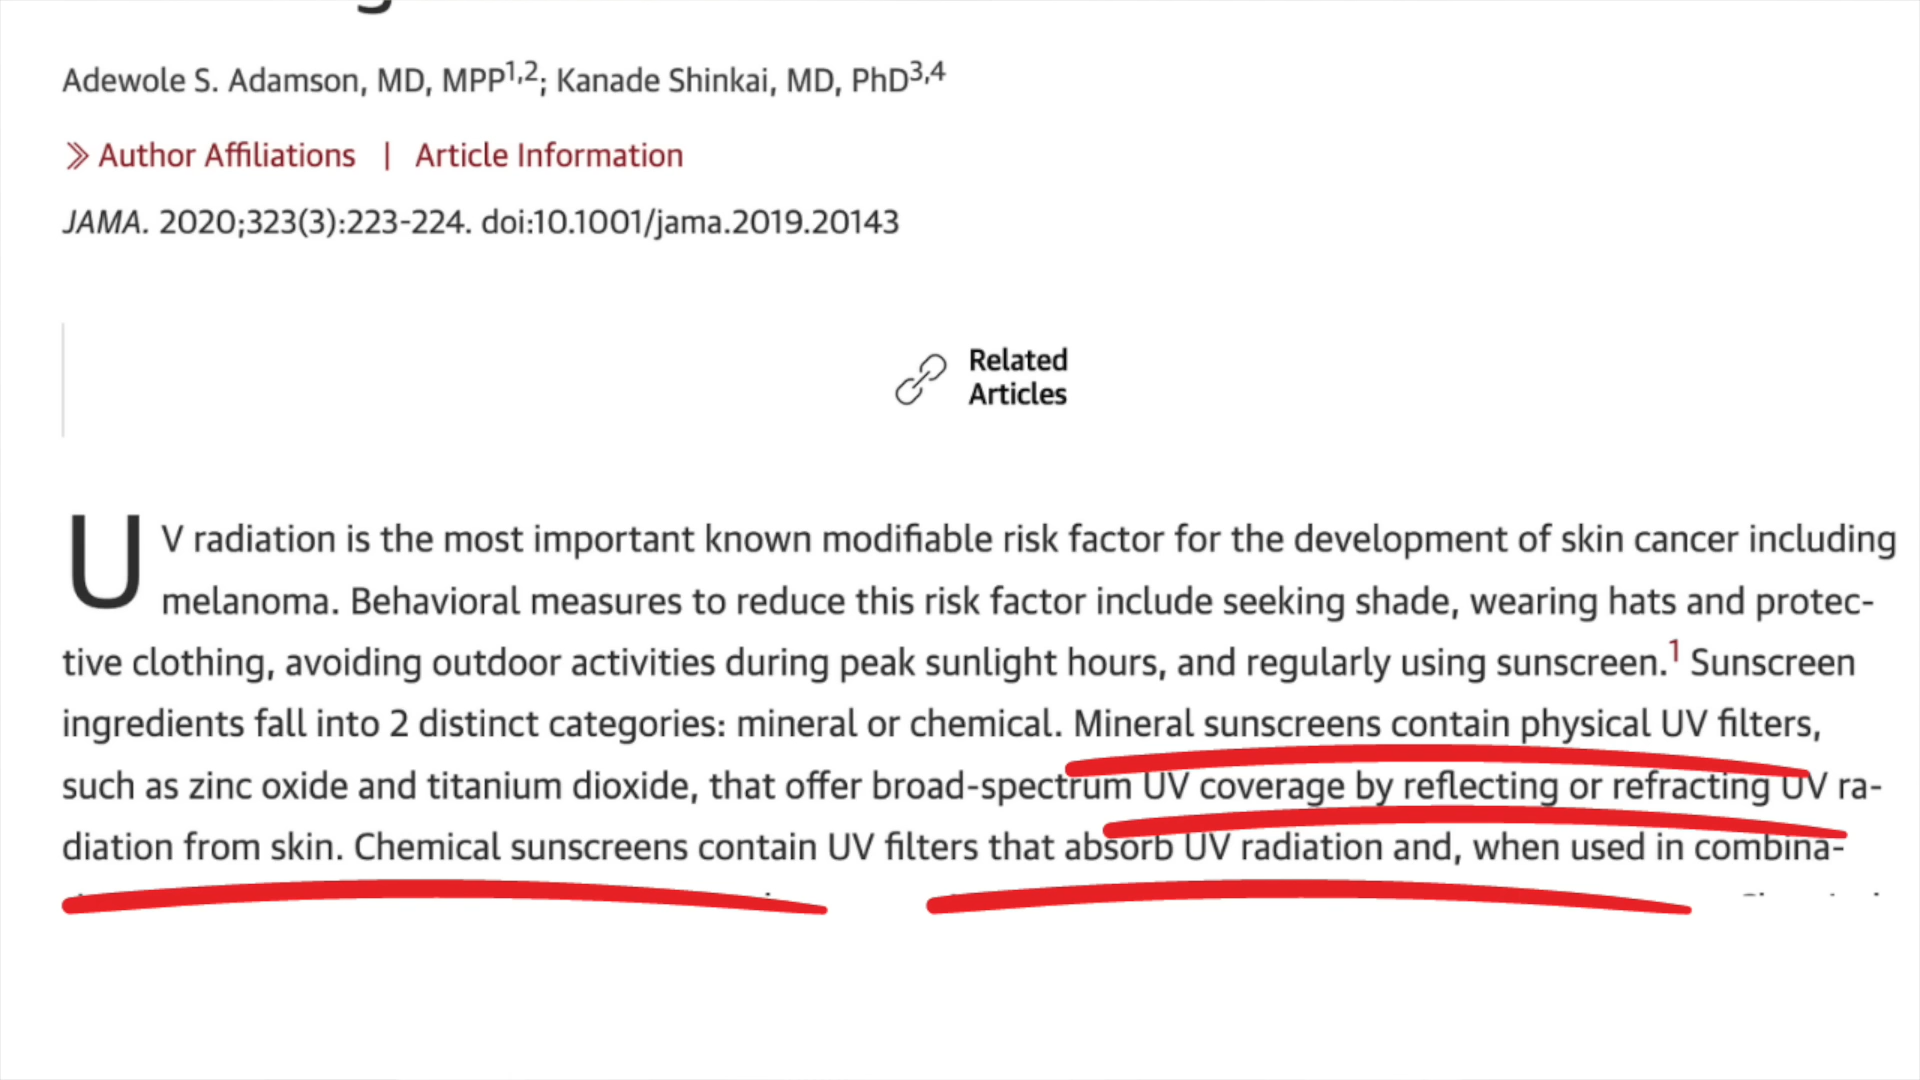 Adewole S. Adamson, MD, MPP1,2; Kanade Shinkai, MD, PhD3,4
Author Affiliations | Article Information
JAMA. 2020;323(3):223-224. doi:10.1001/jama.2019.20143
Related
Articles
UV radiation is the most important known modifiable risk factor for the development of skin cancer including
melanoma. Behavioral measures to reduce this risk factor include seeking shade, wearing hats and protec-
tive clothing, avoiding outdoor activities during peak sunlight hours, and regularly using sunscreen.1 Sunscreen
ingredients fall into 2 distinct categories: mineral or chemical. Mineral sunscreens contain physical UV filters,
such as zinc oxide and titanium dioxide, that offer broad-spectrum UV coverage by reflecting or refracting UV ra-
diation from skin. Chemical sunscreens contain UV filters that absorb UV radiation and, when used in combina-